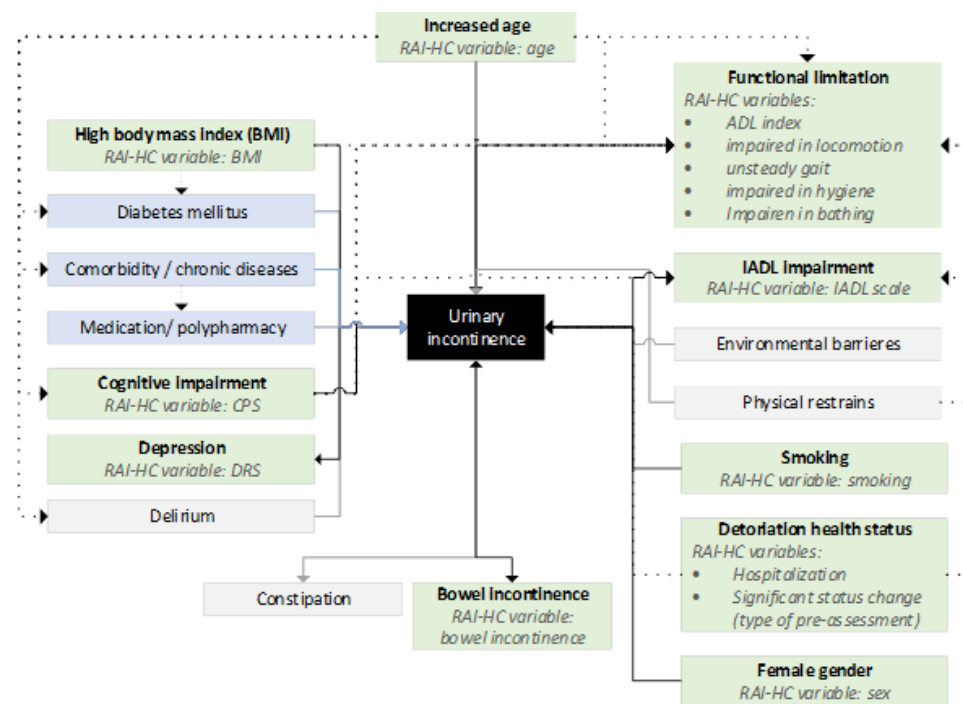 Increased age
RAI-HC variable: age
Functional limitation
RAI-HC variables:
• ADL index
• impaired in locomotion
• unsteady gait
• impaired in hygiene
• Impairen in bathing
High body mass index (BMI)
RAI-HC variable: BMI
Diabetes mellitus
Comorbidity / chronic diseases
Medication/ polypharmacy
Cognitive impairment
RAI-HC variable: CPS
Depression
RAI-HC variable: DRS
Delirium
Urinary
incontinence
IADL impairment
RAI-HC variable: IADL scale
Environmental barrieres
Physical restrains
Smoking
RAI-HC variable: smoking
Detoriation health status
RAI-HC variables:
• Hospitalization
• Significant status change
(type of pre-assessment)
Constipation
Bowel incontinence
RAI-HC variable:
bowel incontinence
Female gender
RAI-HC variable: sex